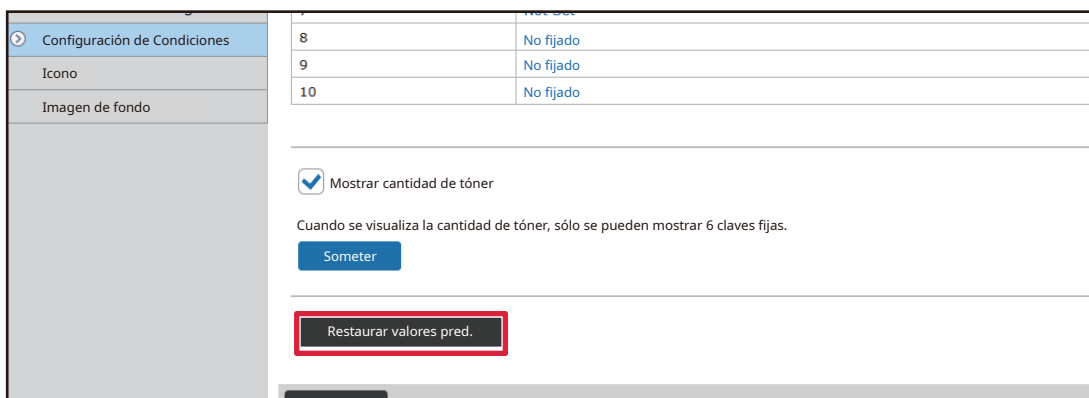 Configuración de Condiciones
Icono
Imagen de fondo
8 No fijado
9 No fijado
10 No fijado
Mostrar cantidad de tóner
Cuando se visualiza la cantidad de tóner, sólo se pueden mostrar 6 claves fijas.
Someter
Restaurar valores pred.